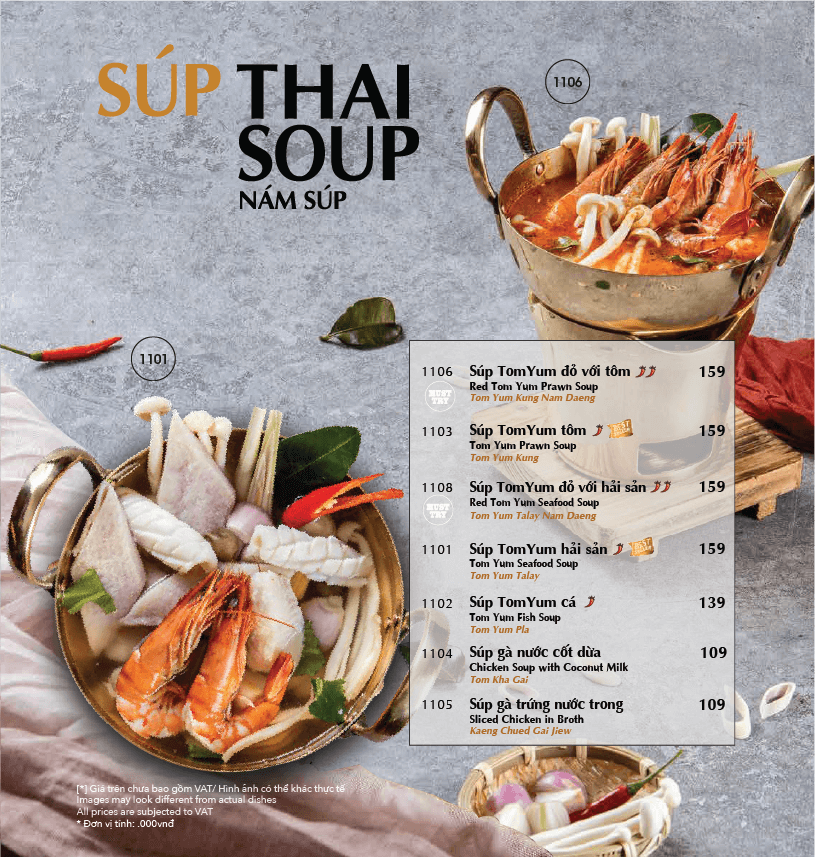 SÚP THAI
SOUP
NÁM SÚP
1106
1101
1106 Súp TomYum đỏ với tôm 159
MUST TRY
Red Tom Yum Prawn Soup
Tom Yum Kung Nam Daeng
1103 Súp TomYum tôm 159
Tom Yum Prawn Soup
Tom Yum Kung
1108 Súp TomYum đỏ với hải sản 159
MUST TRY
Red Tom Yum Seafood Soup
Tom Yum Talay Nam Daeng
1101 Súp TomYum hải sản 159
Tom Yum Seafood Soup
Tom Yum Talay
1102 Súp TomYum cá 139
Tom Yum Fish Soup
Tom Yum Pla
1104 Súp gà nước cốt dừa 109
Chicken Soup with Coconut Milk
Tom Kha Gai
1105 Súp gà trứng nước trong 109
Sliced Chicken in Broth
Kaeng Chued Gai Jiew
[*] Giá trên chưa bao gồm VAT/ Hình ảnh có thể khác thực tế
Images may look different from actual dishes
All prices are subjected to VAT
* Đơn vị tính: .000vnđ